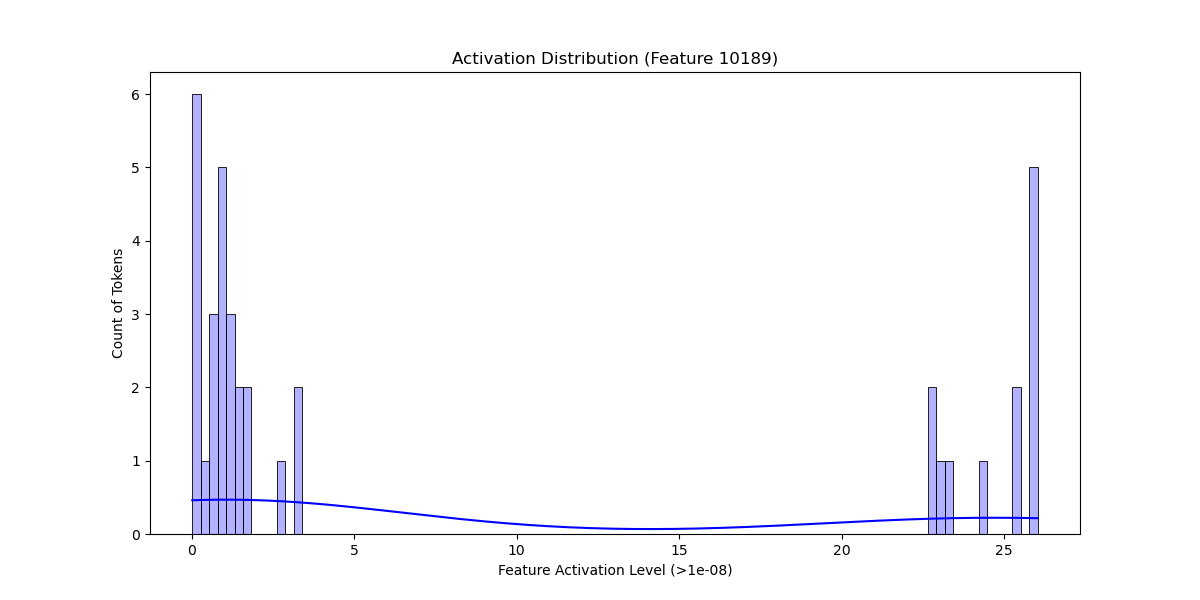 Activation Distribution (Feature 10189)
6
5
4
3
2
1
0
Count of Tokens
0 5 10 15 20 25
Feature Activation Level (>1e-08)